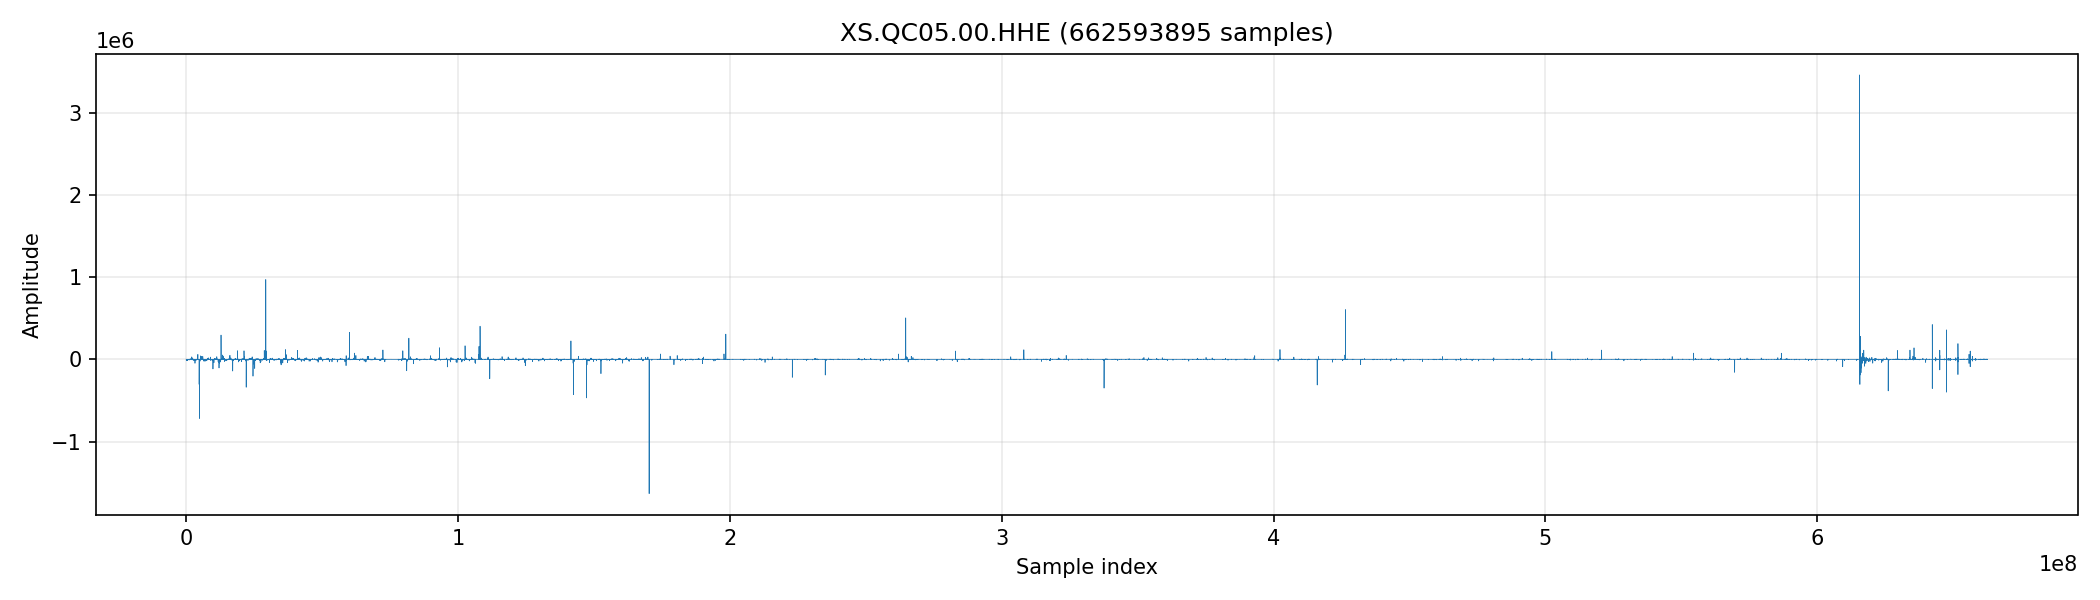 XS.QC05.00.HHE (662593895 samples)
1e6
3
2
1
0
−1
Amplitude
0 1 2 3 4 5 6
Sample index
1e8